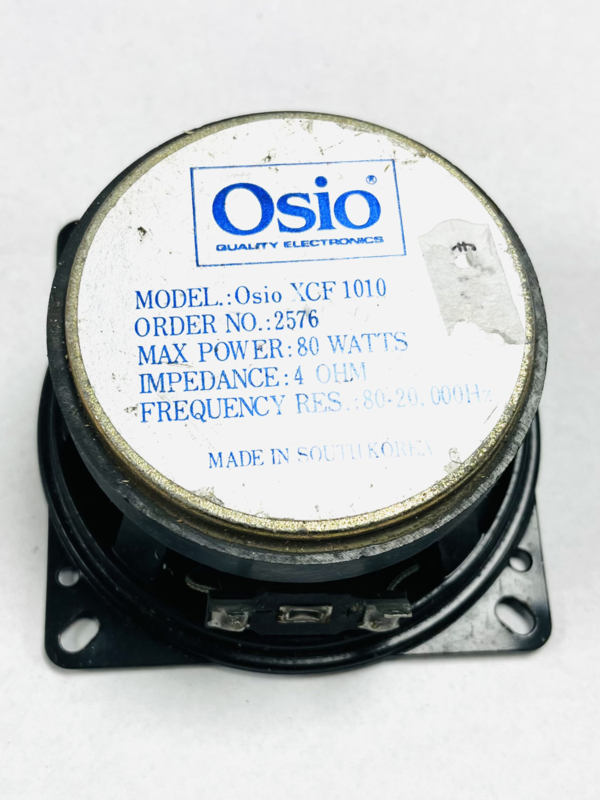 Osio®
QUALITY ELECTRONICS
MODEL.:Osio XCF 1010
ORDER NO.:2576
MAX POWER:80 WATTS
IMPEDANCE:4 OHM
FREQUENCY RES.:80-20,000Hz
MADE IN SOUTH KOREA